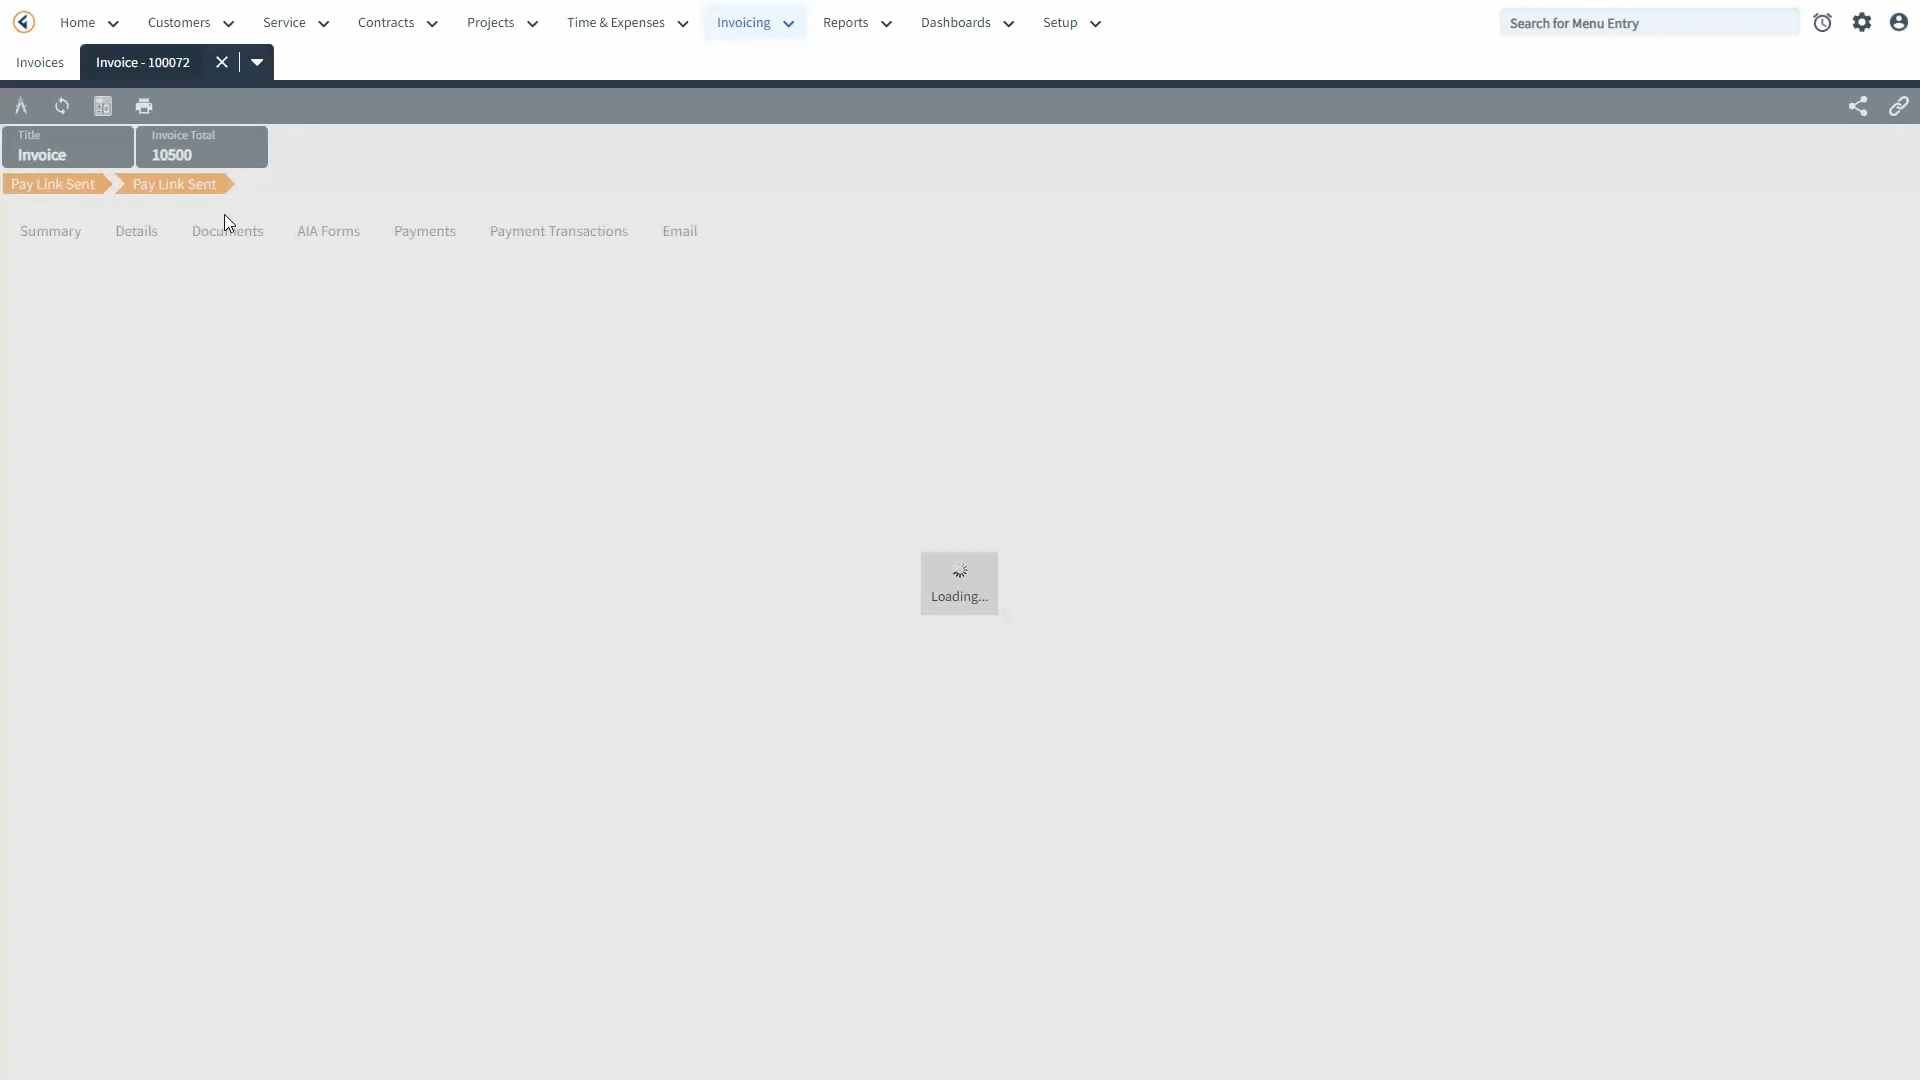 Home Customers Service Contracts Projects Time & Expenses Invoicing Reports Dashboards Setup Search for Menu Entry
Invoices Invoice - 100072
Title Invoice Total
Invoice 10500
Pay Link Sent Pay Link Sent
Summary Details Documents AIA Forms Payments Payment Transactions Email
Loading...